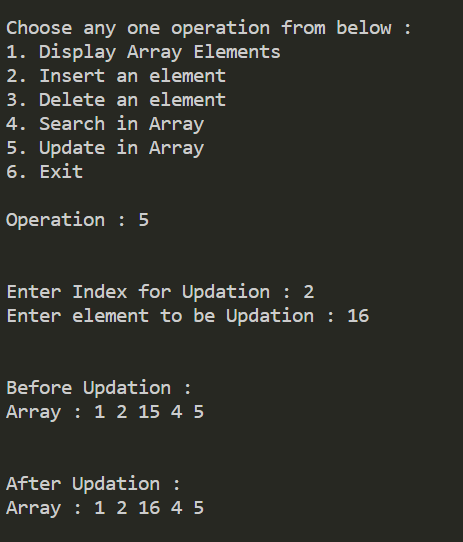 Choose any one operation from below :
1. Display Array Elements
2. Insert an element
3. Delete an element
4. Search in Array
5. Update in Array
6. Exit
Operation : 5
Enter Index for Updation : 2
Enter element to be Updation : 16
Before Updation :
Array : 1 2 15 4 5
After Updation :
Array : 1 2 16 4 5